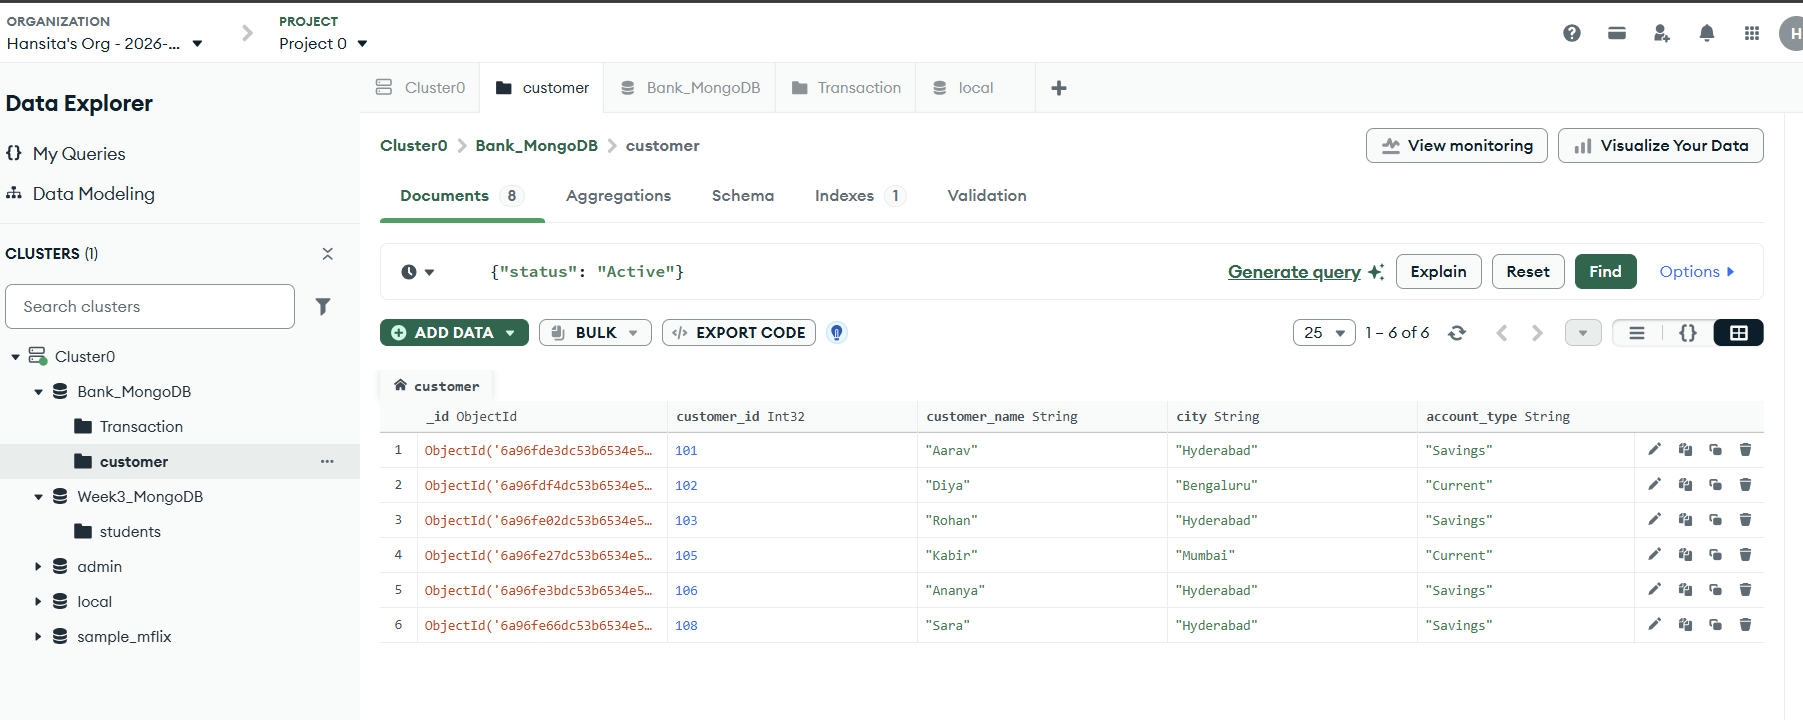 ORGANIZATION
Hansita's Org - 2026-...
PROJECT
Project 0
H
Data Explorer
My Queries
Data Modeling
CLUSTERS (1)
Search clusters
Cluster0
Bank_MongoDB
Transaction
customer
Week3_MongoDB
students
admin
local
sample_mflix
Cluster0
customer
Bank_MongoDB
Transaction
local
Cluster0 > Bank_MongoDB > customer
View monitoring
Visualize Your Data
Documents 8
Aggregations
Schema
Indexes 1
Validation
{"status": "Active"}
Generate query
Explain
Reset
Find
Options
ADD DATA
BULK
EXPORT CODE
25
1 – 6 of 6
customer
_id ObjectId customer_id Int32 customer_name String city String account_type String
1 ObjectId('6a96fde3dc53b6534e5… 101 "Aarav" "Hyderabad" "Savings"
2 ObjectId('6a96fdf4dc53b6534e5… 102 "Diya" "Bengaluru" "Current"
3 ObjectId('6a96fe02dc53b6534e5… 103 "Rohan" "Hyderabad" "Savings"
4 ObjectId('6a96fe27dc53b6534e5… 105 "Kabir" "Mumbai" "Current"
5 ObjectId('6a96fe3bdc53b6534e5… 106 "Ananya" "Hyderabad" "Savings"
6 ObjectId('6a96fe66dc53b6534e5… 108 "Sara" "Hyderabad" "Savings"